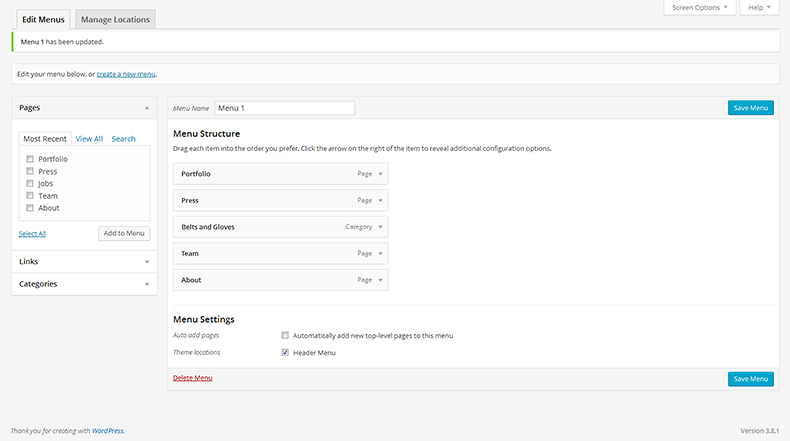 Screen Options ▼ Help ▼
Edit Menus Manage Locations
Menu 1 has been updated.
Edit your menu below, or create a new menu.
Pages
Most Recent View All Search
Portfolio
Press
Jobs
Team
About
Select All Add to Menu
Links
Categories
Menu Name Menu 1 Save Menu
Menu Structure
Drag each item into the order you prefer. Click the arrow on the right of the item to reveal additional configuration options.
Portfolio Page
Press Page
Belts and Gloves Category
Team Page
About Page
Menu Settings
Auto add pages Automatically add new top-level pages to this menu
Theme locations Header Menu
Delete Menu Save Menu
Thank you for creating with WordPress. Version 3.8.1